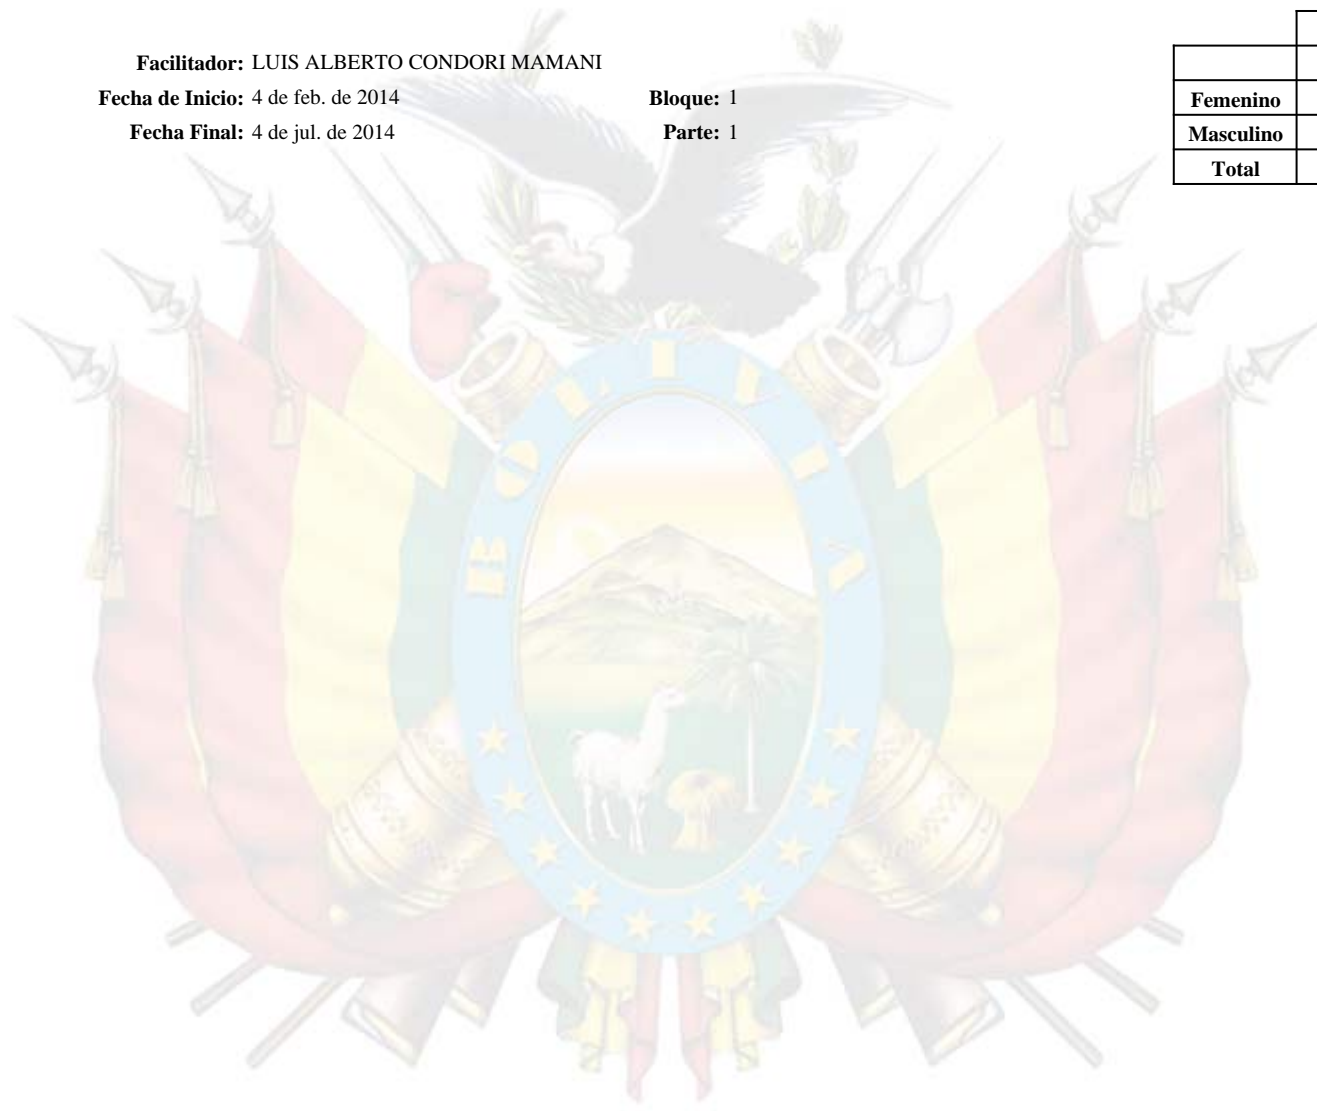 Facilitador: LUIS ALBERTO CONDORI MAMANI
Fecha de Inicio: 4 de feb. de 2014 Bloque: 1
Fecha Final: 4 de jul. de 2014 Parte: 1
Femenino
Masculino
Total
BOLIVIA